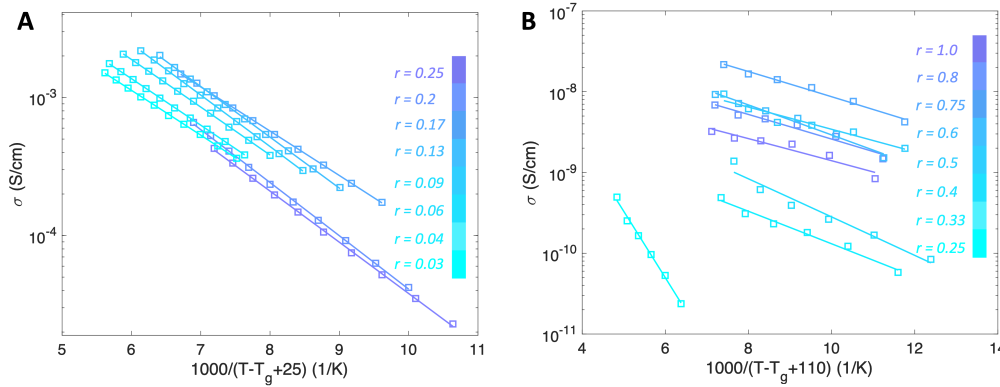 A
10⁻³
10⁻⁴
σ (S/cm)
5 6 7 8 9 10 11
1000/(T-Tg+25) (1/K)
r = 0.25
r = 0.2
r = 0.17
r = 0.13
r = 0.09
r = 0.06
r = 0.04
r = 0.03
B
10⁻⁷
10⁻⁸
10⁻⁹
10⁻¹⁰
10⁻¹¹
σ (S/cm)
4 6 8 10 12 14
1000/(T-Tg+110) (1/K)
r = 1.0
r = 0.8
r = 0.75
r = 0.6
r = 0.5
r = 0.4
r = 0.33
r = 0.25